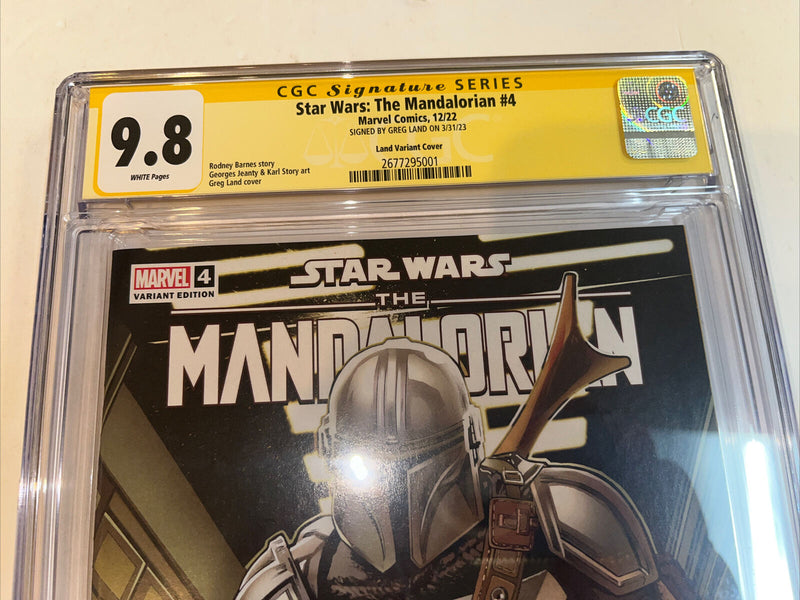 CGC Signature SERIES
Star Wars: The Mandalorian #4
Marvel Comics, 12/22
SIGNED BY GREG LAND ON 3/31/23
Land Variant Cover
2677295001
9.8
WHITE Pages
Rodney Barnes story
Georges Jeanty & Karl Story art
Greg Land cover
CGC
CGC
MARVEL 4
VARIANT EDITION
STAR WARS
THE
MANDALORIAN